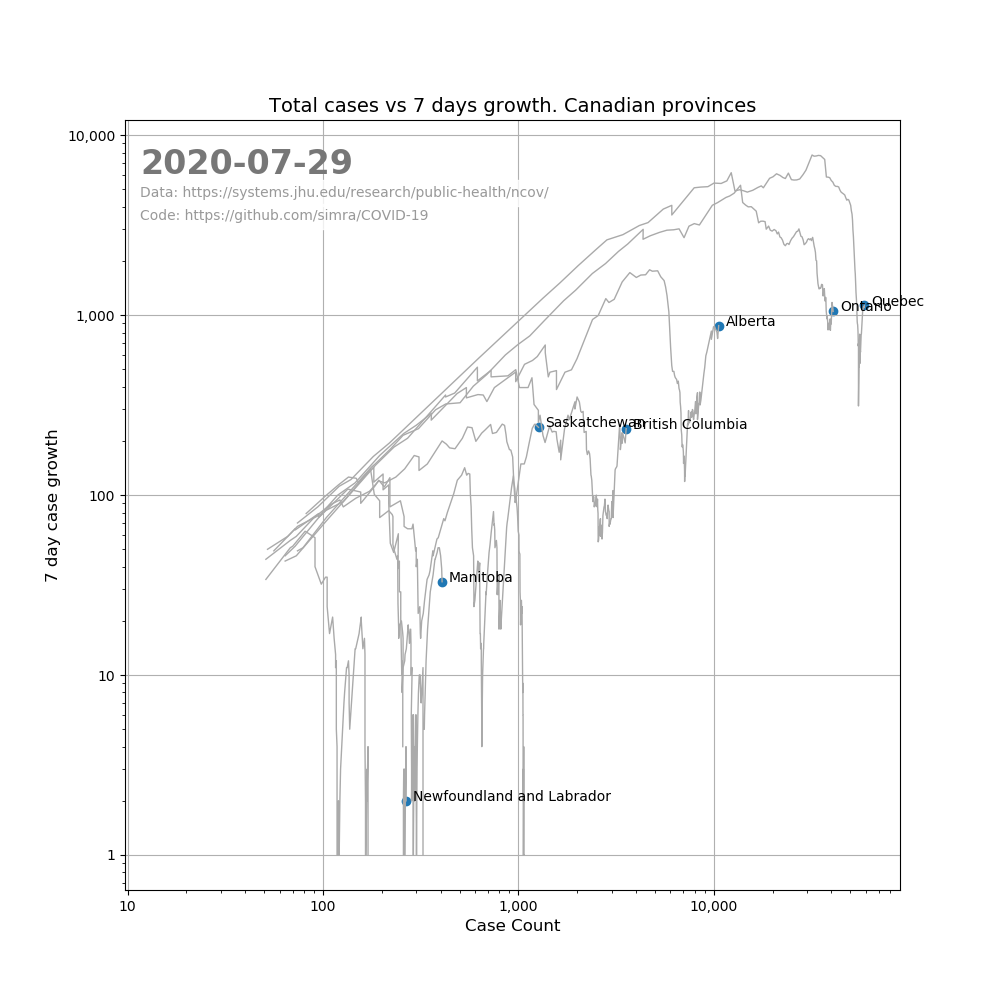 Total cases vs 7 days growth. Canadian provinces
10,000
2020-07-29
Data: https://systems.jhu.edu/research/public-health/ncov/
Code: https://github.com/simra/COVID-19
1,000
Quebec
Ontario
Alberta
Saskatchewan
British Columbia
100
Manitoba
10
Newfoundland and Labrador
1
7 day case growth
10
100
1,000
10,000
Case Count